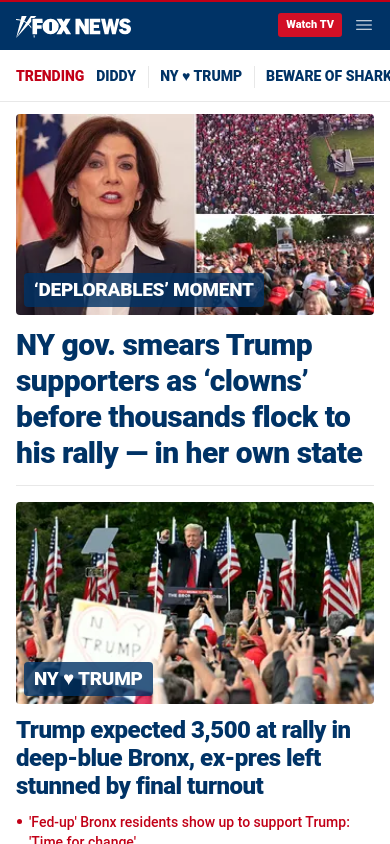 FOX NEWS
Watch TV
TRENDING DIDDY NY ♥ TRUMP BEWARE OF SHARK
‘DEPLORABLES’ MOMENT
NY gov. smears Trump
supporters as ‘clowns’
before thousands flock to
his rally — in her own state
NY
TRUMP
NY ♥ TRUMP
Trump expected 3,500 at rally in
deep-blue Bronx, ex-pres left
stunned by final turnout
• 'Fed-up' Bronx residents show up to support Trump:
'Time for change'